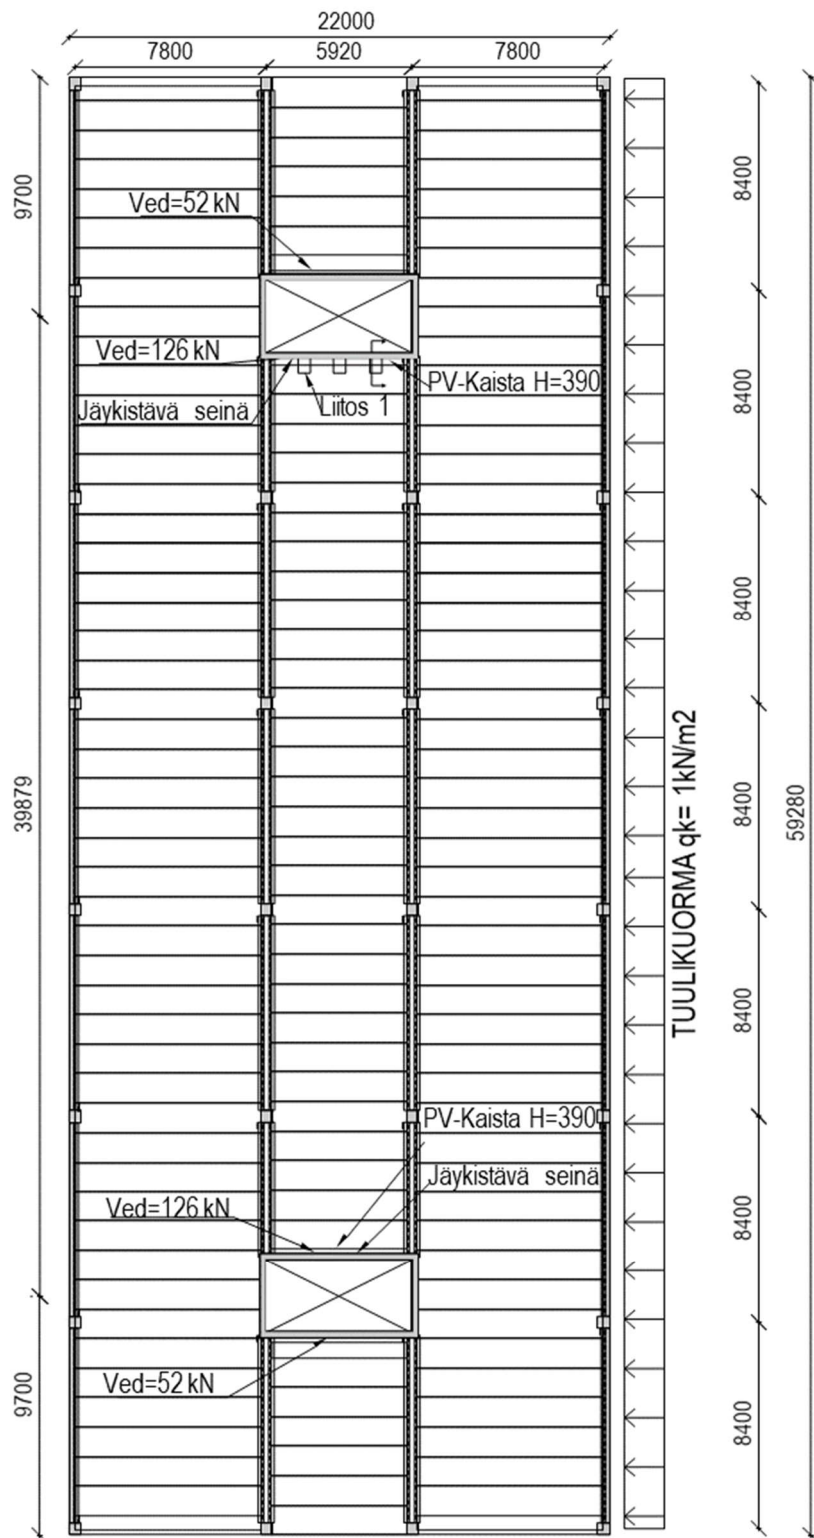 22000
7800
5920
7800
9700
8400
Ved=52 kN
Ved=126 kN
PV-Kaista H=390
Jäykistävä seinä
Liitos 1
8400
8400
39879
TUULIKUORMA qk= 1kN/m2
8400
59280
8400
PV-Kaista H=390
Jäykistävä seinä
Ved=126 kN
8400
9700
Ved=52 kN
8400